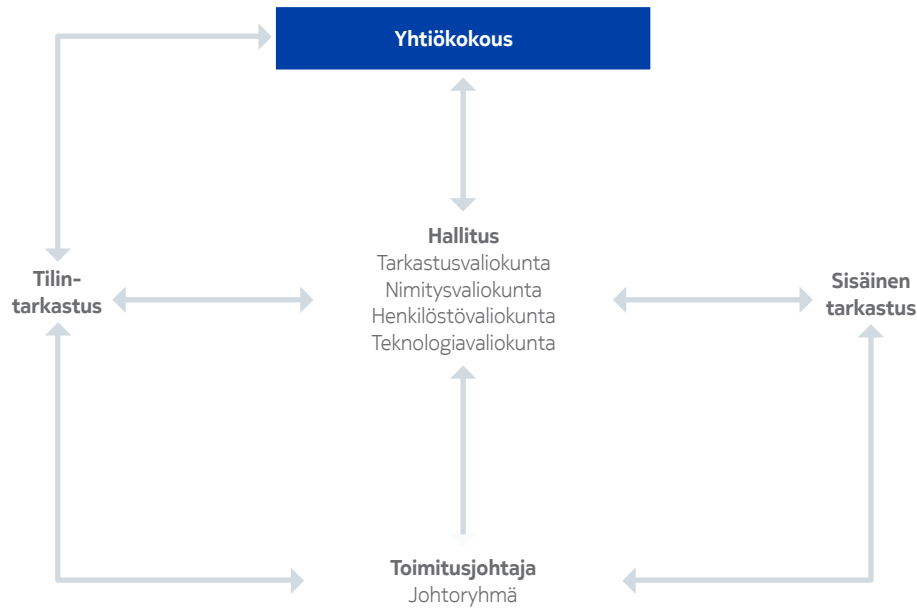 Yhtiökokous
Hallitus
Tarkastusvaliokunta
Nimitysvaliokunta
Henkilöstövaliokunta
Teknologiavaliokunta
Tilin-
tarkastus
Sisäinen
tarkastus
Toimitusjohtaja
Johtoryhmä